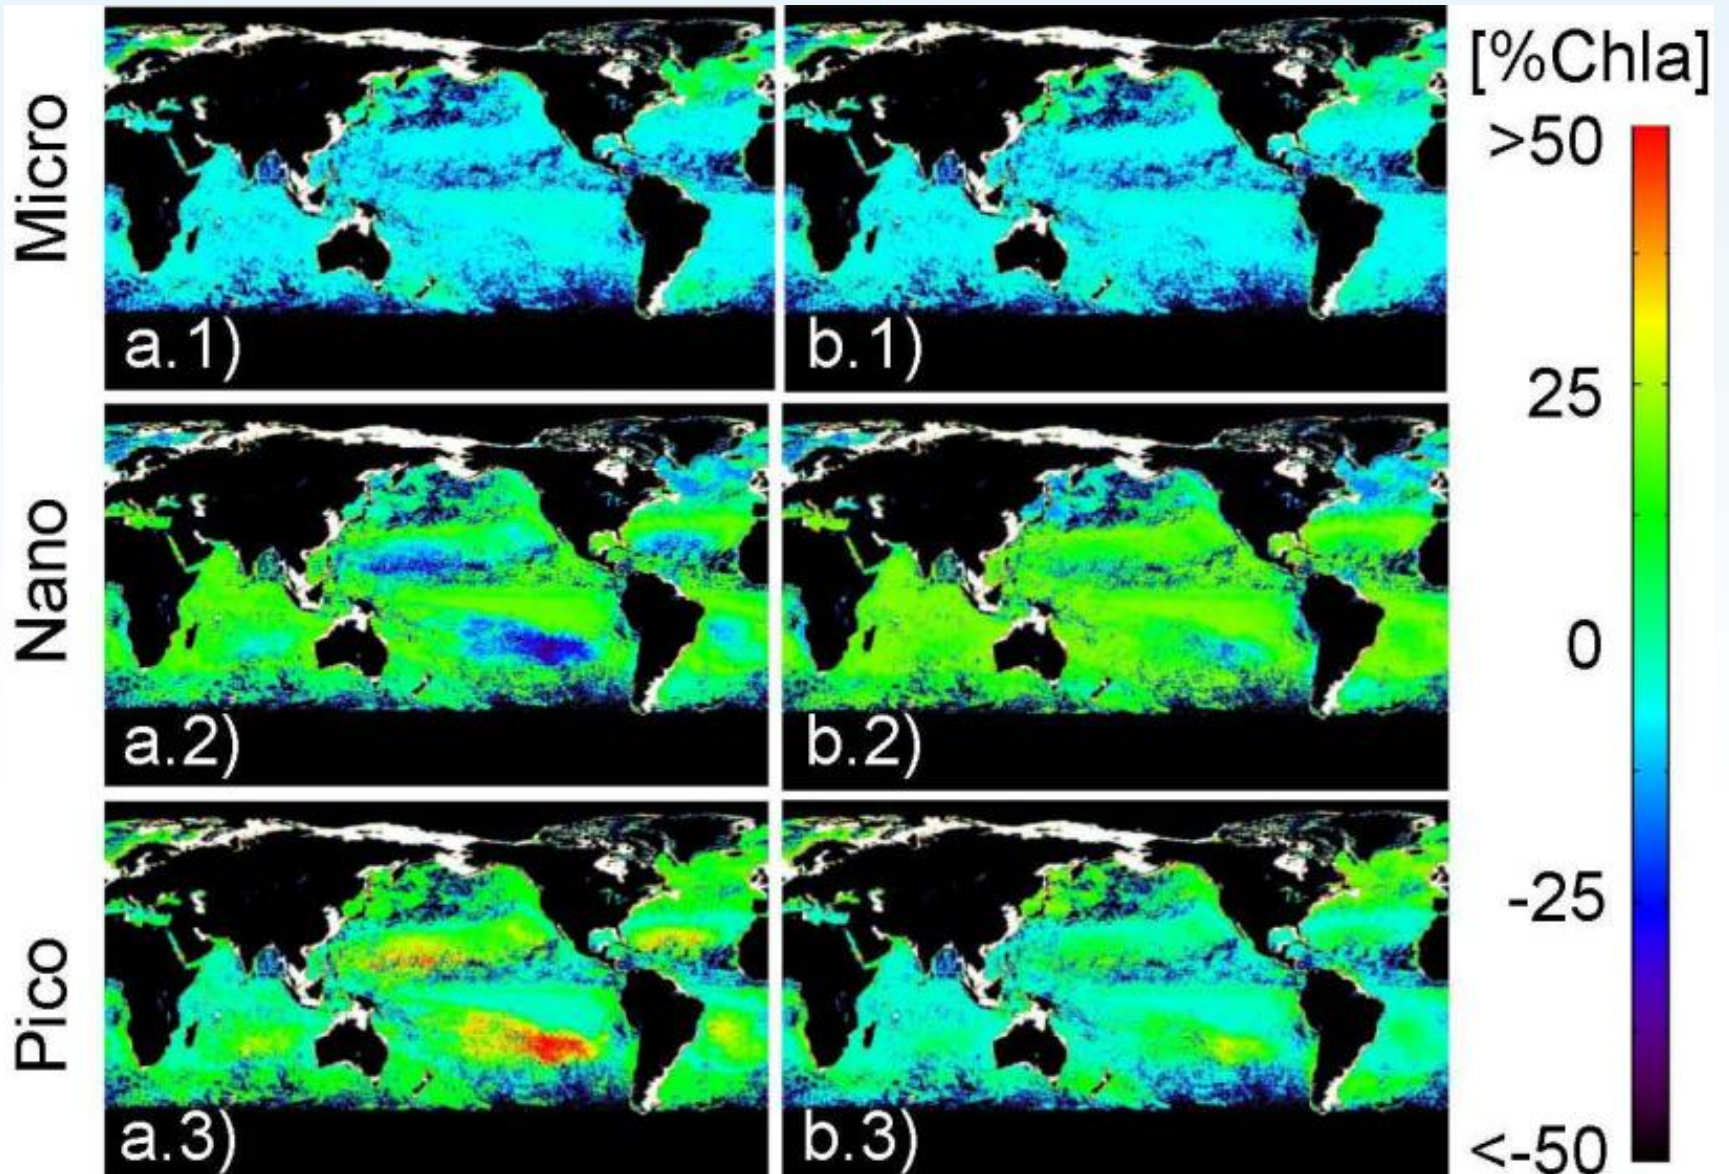 [%Chla]
Micro
a.1)
b.1)
Nano
a.2)
b.2)
Pico
a.3)
b.3)
>50
25
0
-25
<-50